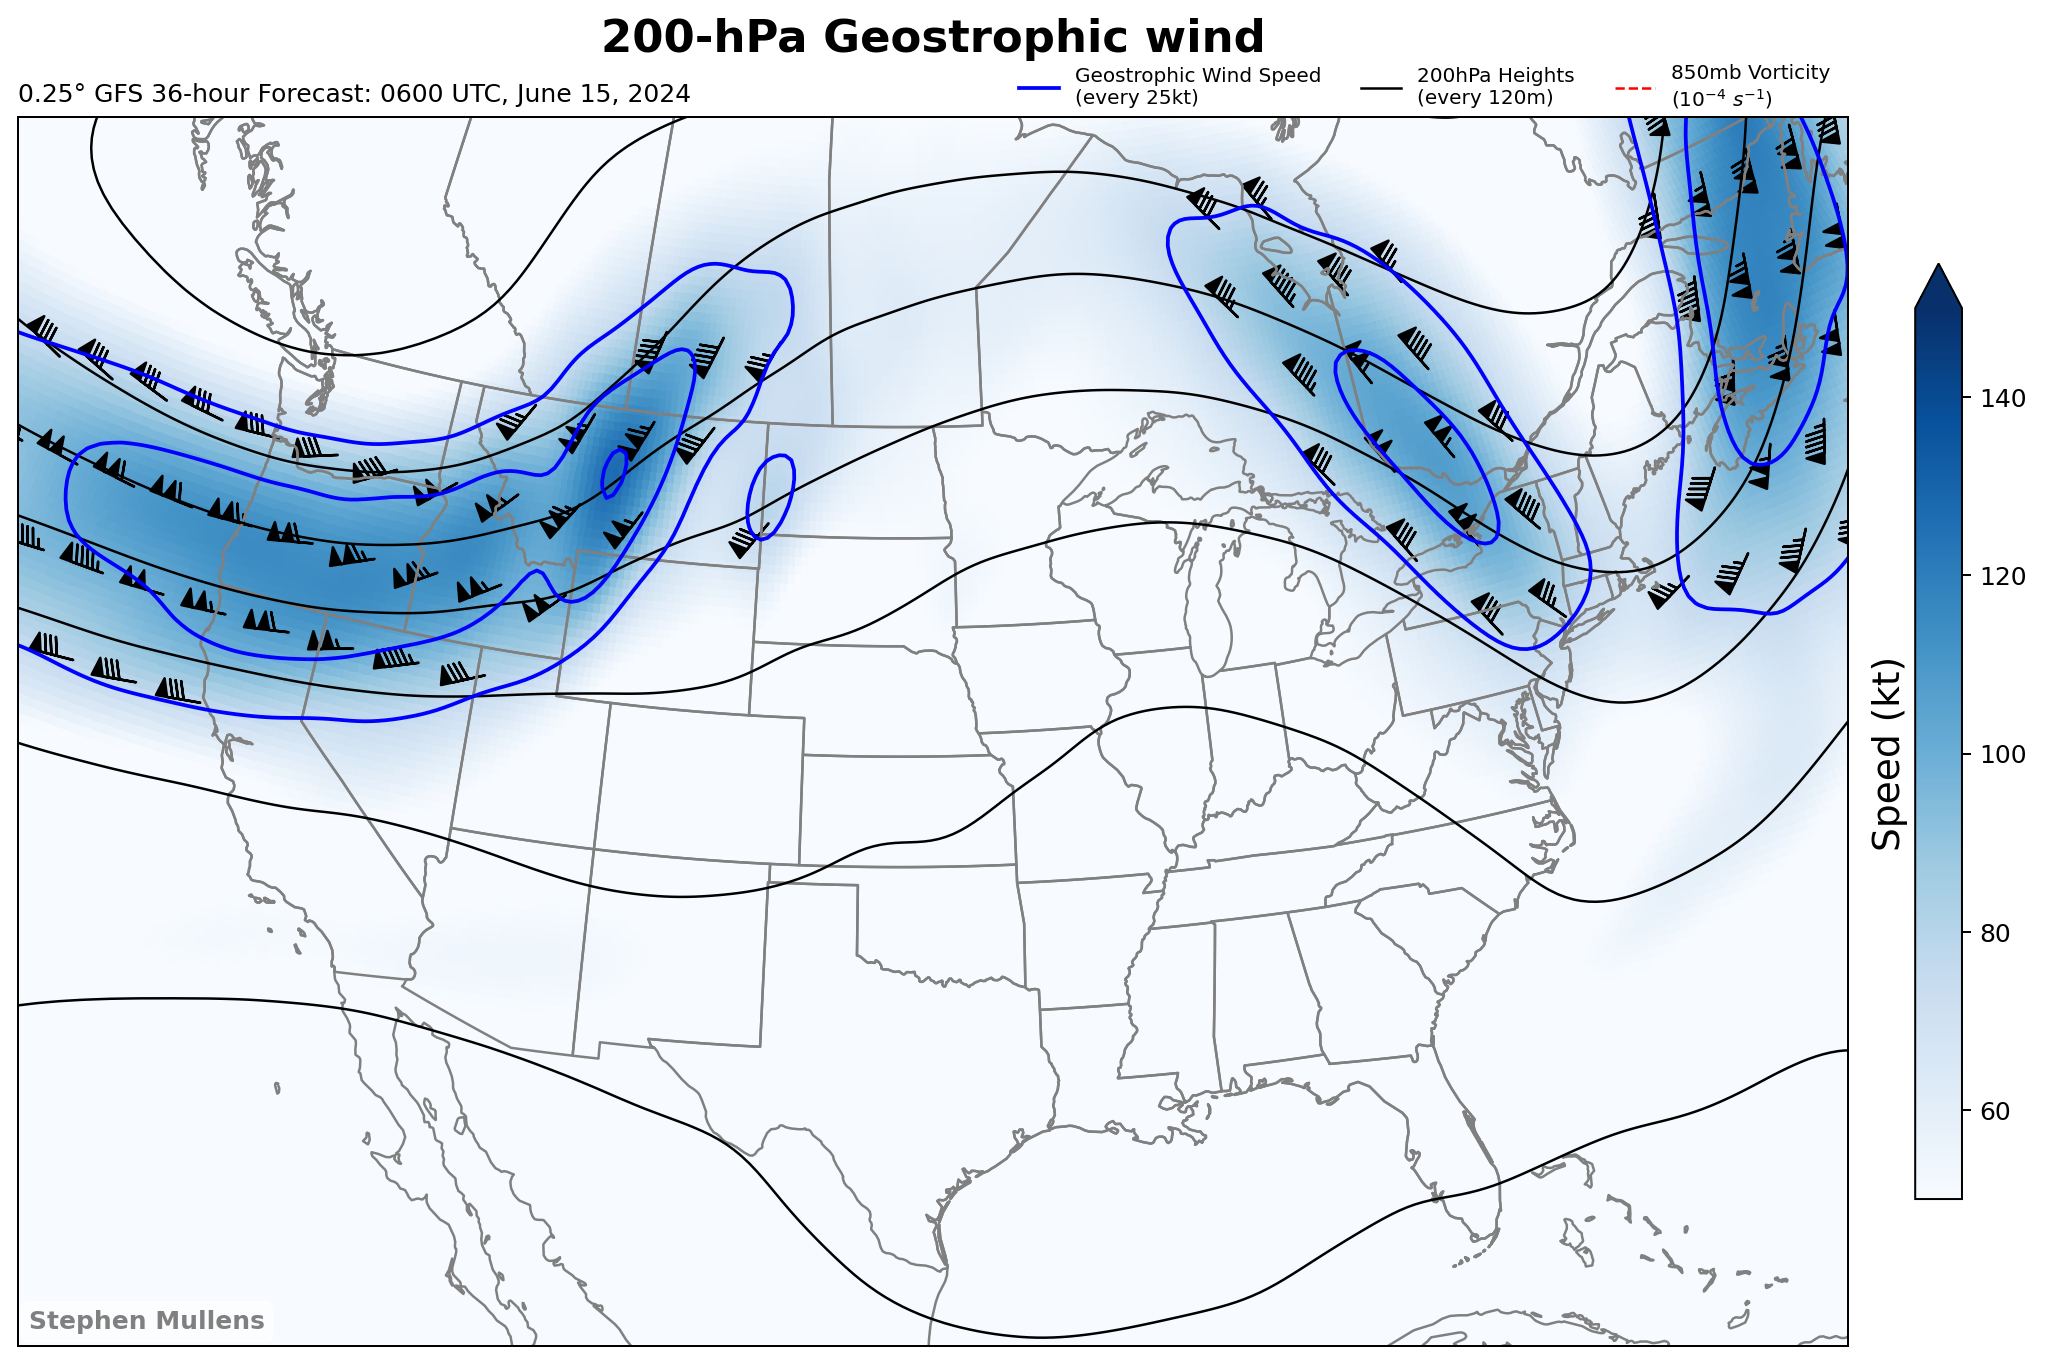 200-hPa Geostrophic wind
0.25° GFS 36-hour Forecast: 0600 UTC, June 15, 2024
Geostrophic Wind Speed
(every 25kt)
200hPa Heights
(every 120m)
850mb Vorticity
(10⁻⁴ s⁻¹)
140
120
100
80
60
Speed (kt)
Stephen Mullens